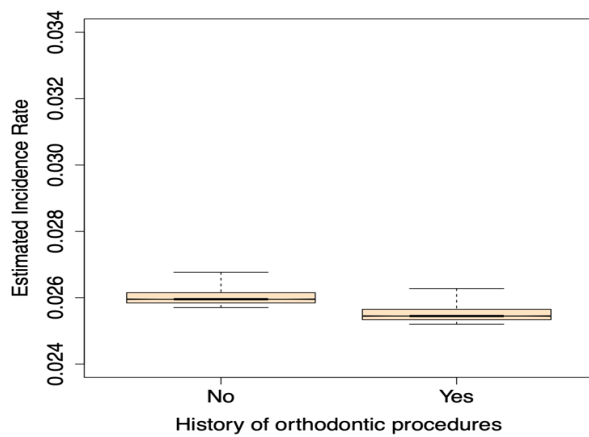 Estimated Incidence Rate
0.034
0.032
0.030
0.028
0.026
0.024
No Yes
History of orthodontic procedures